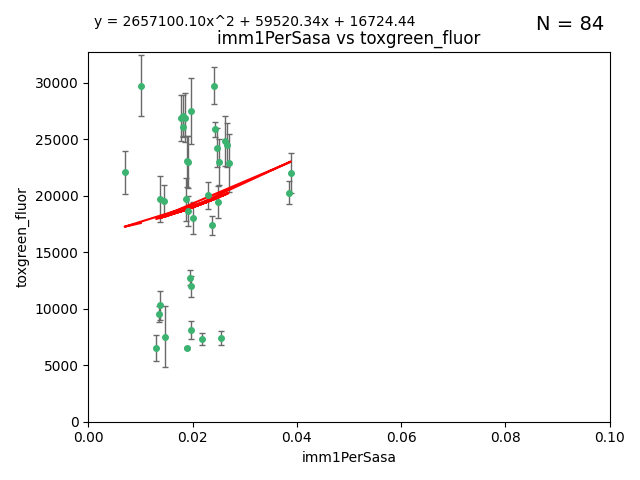 y = 2657100.10x^2 + 59520.34x + 16724.44
N = 84
imm1PerSasa vs toxgreen_fluor
30000
25000
20000
15000
10000
5000
0
toxgreen_fluor
0.00 0.02 0.04 0.06 0.08 0.10
imm1PerSasa